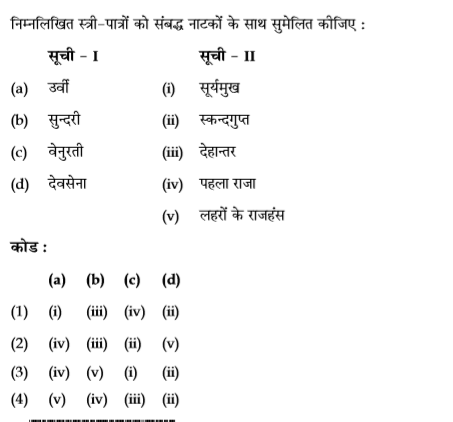 निम्नलिखित स्त्री-पात्रों को संबद्ध नाटकों के साथ सुमेलित कीजिए :
सूची - I सूची - II
(a) उर्वी (i) सूर्यमुख
(b) सुन्दरी (ii) स्कन्दगुप्त
(c) वेनुरती (iii) देहान्तर
(d) देवसेना (iv) पहला राजा
(v) लहरों के राजहंस
कोड :
(a) (b) (c) (d)
(1) (i) (iii) (iv) (ii)
(2) (iv) (iii) (ii) (v)
(3) (iv) (v) (i) (ii)
(4) (v) (iv) (iii) (ii)